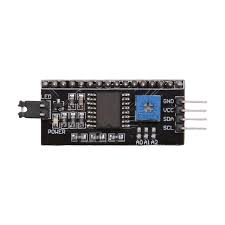 LED
GND
VCC
SDA
SCL
POWER
A0 A1 A2